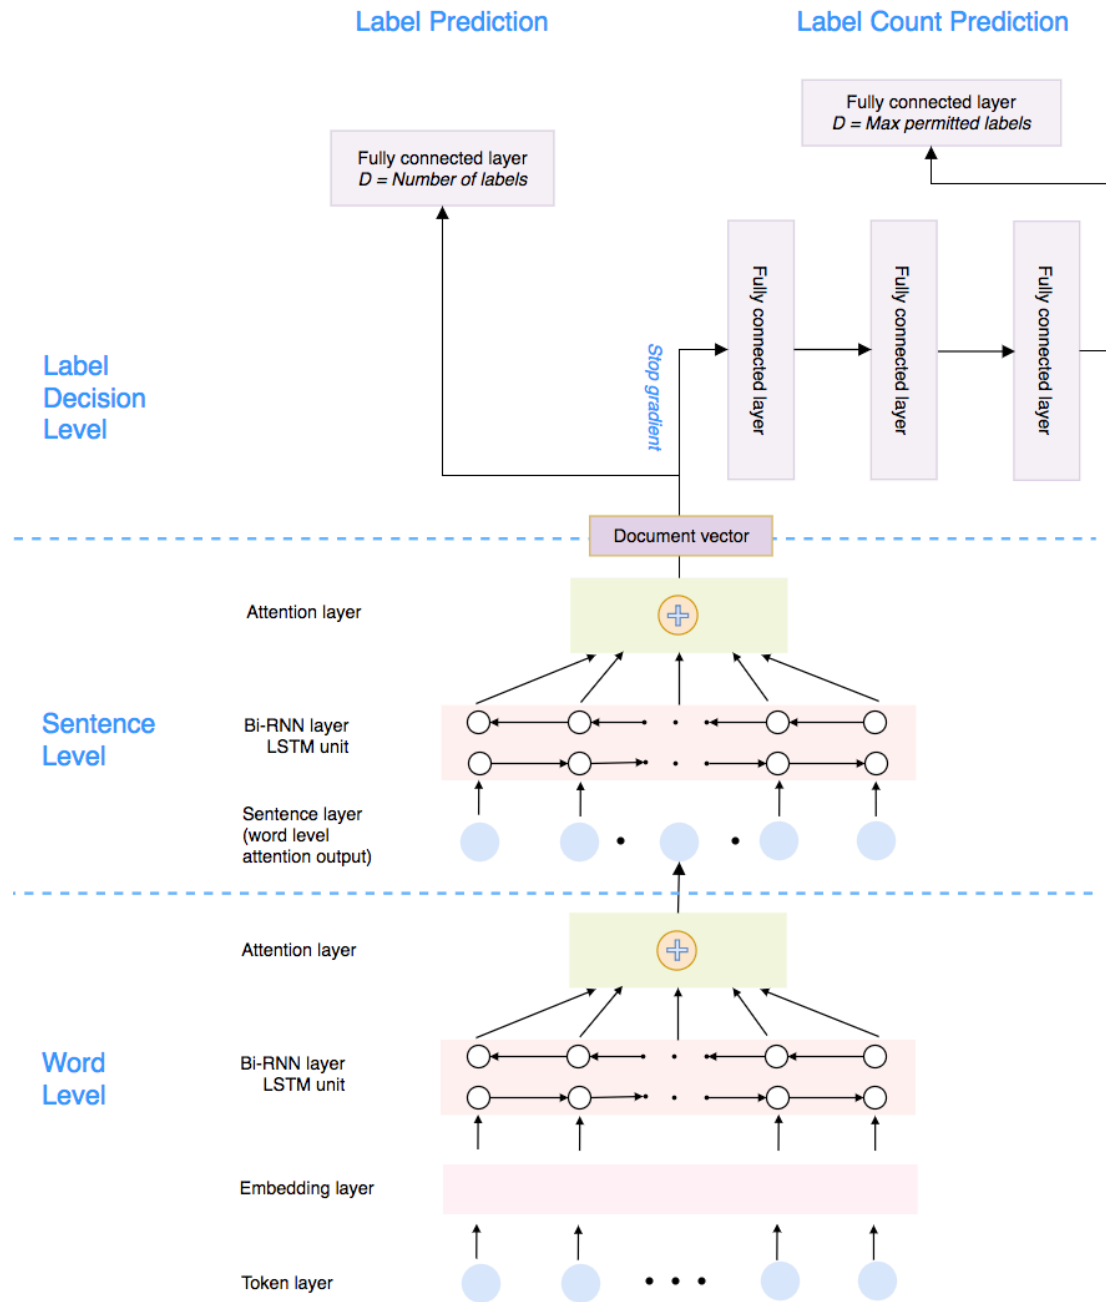 Label Prediction
Label Count Prediction
Fully connected layer
D = Max permitted labels
Fully connected layer
D = Number of labels
Fully connected layer
Fully connected layer
Fully connected layer
Stop gradient
Label
Decision
Level
Document vector
Attention layer
Sentence
Level
Bi-RNN layer
LSTM unit
Sentence layer
(word level
attention output)
Attention layer
Word
Level
Bi-RNN layer
LSTM unit
Embedding layer
Token layer